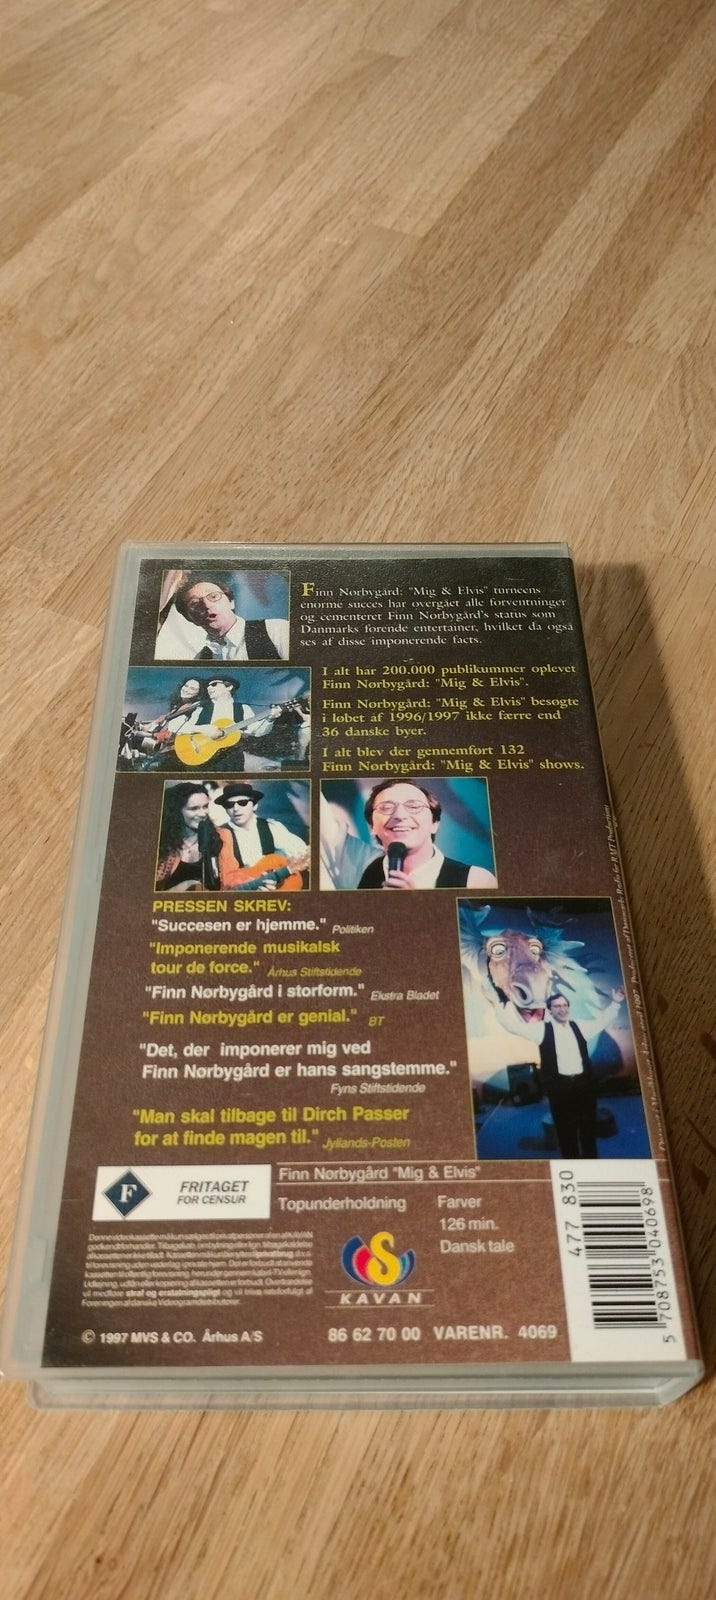 Finn Nørbygård: "Mig & Elvis" turneens
enorme succes har overgået alle forventninger
og cementeret Finn Nørbygård's status som
Danmarks førende entertainer, hvilket da også
ses af disse imponerende facts.
I alt har 200.000 publikummer oplevet
Finn Nørbygård: "Mig & Elvis".
Finn Nørbygård: "Mig & Elvis" besøgte
i løbet af 1996/1997 ikke færre end
36 danske byer.
I alt blev der gennemført 132
Finn Nørbygård: "Mig & Elvis" shows.
PRESSEN SKREV:
"Succesen er hjemme." Politiken
"Imponerende musikalsk
tour de force." Århus Stiftstidende
"Finn Nørbygård i storform." Ekstra Bladet
"Finn Nørbygård er genial." BT
"Det, der imponerer mig ved
Finn Nørbygård er hans sangstemme."
Fyns Stiftstidende
"Man skal tilbage til Dirch Passer
for at finde magen til." Jyllands-Posten
F
FRITAGET
FOR CENSUR
Finn Nørbygård "Mig & Elvis"
Topunderholdning
Farver
126 min.
Dansk tale
KAVAN
© 1997 MVS & CO. Århus A/S
86 62 70 00 VARENR. 4069
477 830
5 708753 040698